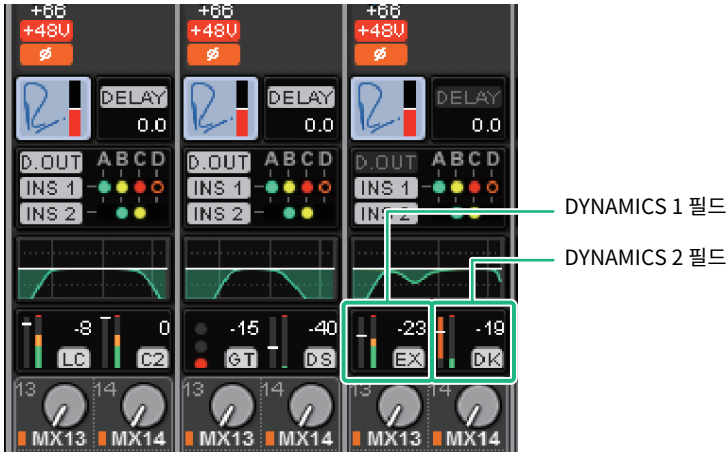 +66 +66 +66
+48V +48V +48V
ø ø ø
DELAY DELAY DELAY
0.0 0.0 0.0
D.OUT A B C D D.OUT A B C D D.OUT A B C D
INS 1 INS 1 INS 1
INS 2 INS 2 INS 2
DYNAMICS 1 필드
DYNAMICS 2 필드
-8 0 -15 -40 -23 -19
LC C2 GT DS EX DK
13 14 13 14 13 14
MX13 MX14 MX13 MX14 MX13 MX14